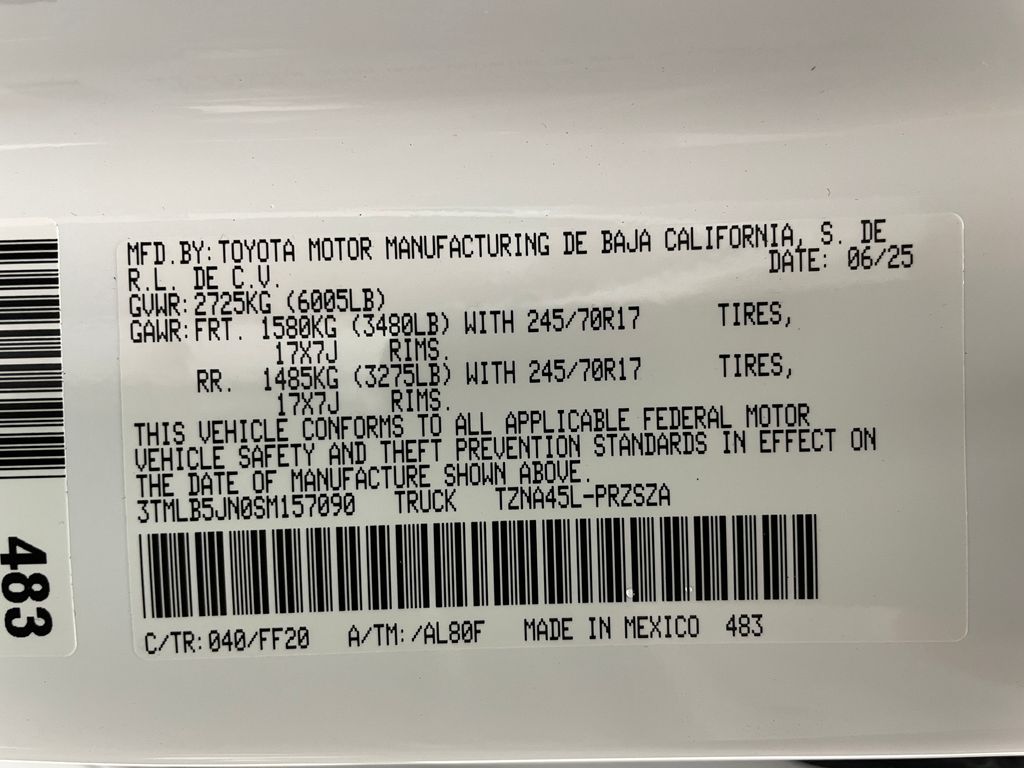 MFD.BY: TOYOTA MOTOR MANUFACTURING DE BAJA CALIFORNIA, S. DE
R.L. DE C.V. DATE: 06/25
GVWR: 2725KG (6005LB)
GAWR: FRT. 1580KG (3480LB) WITH 245/70R17 TIRES,
17X7J RIMS.
RR. 1485KG (3275LB) WITH 245/70R17 TIRES,
17X7J RIMS.
THIS VEHICLE CONFORMS TO ALL APPLICABLE FEDERAL MOTOR
VEHICLE SAFETY AND THEFT PREVENTION STANDARDS IN EFFECT ON
THE DATE OF MANUFACTURE SHOWN ABOVE.
3TMLB5JN0SM157090 TRUCK TZNA45L-PRZSZA
C/TR: 040/FF20 A/TM: /AL80F MADE IN MEXICO 483
483